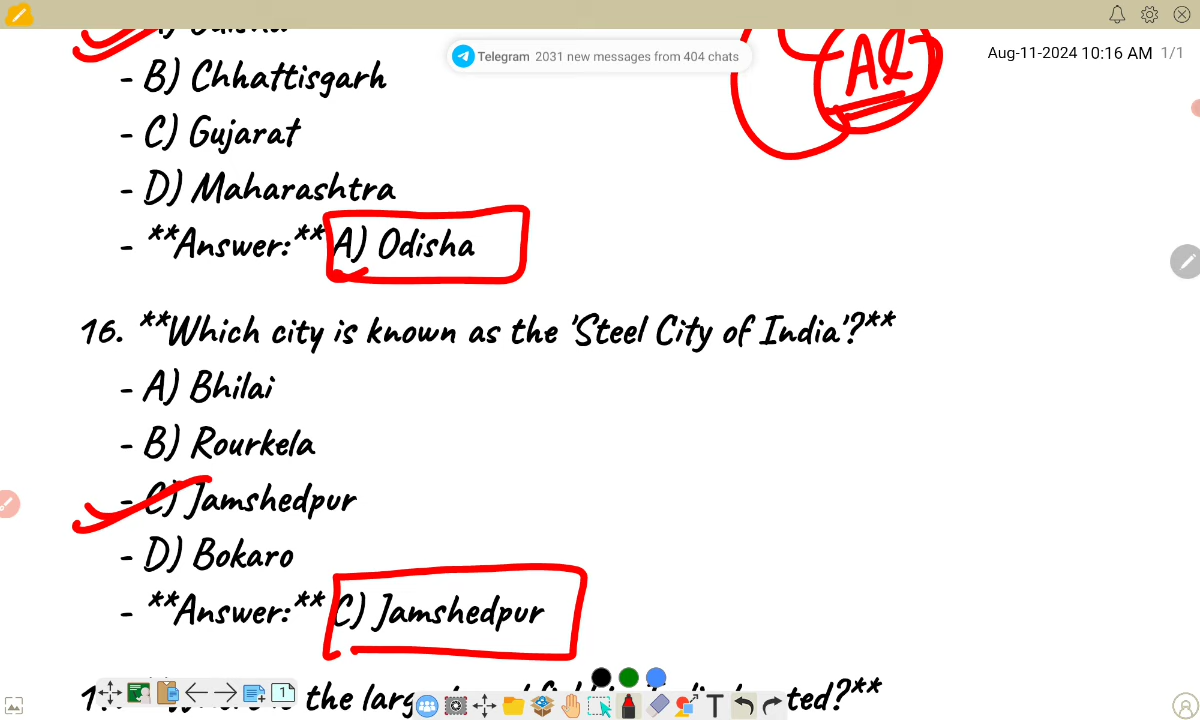 Telegram 2031 new messages from 404 chats
Aug-11-2024 10:16 AM 1/1
Al
- B) Chhattisgarh
- C) Gujarat
- D) Maharashtra
- **Answer:** A) Odisha
16. **Which city is known as the 'Steel City of India'?**
- A) Bhilai
- B) Rourkela
- C) Jamshedpur
- D) Bokaro
- **Answer:** C) Jamshedpur
the
1
T